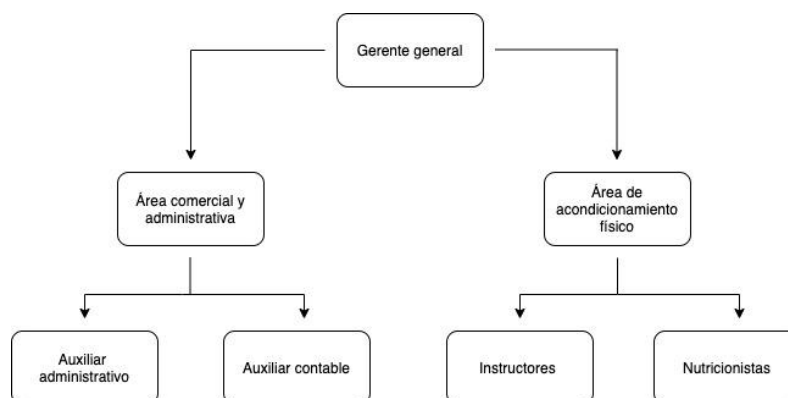 Gerente general
Área comercial y
administrativa
Área de
acondicionamiento
físico
Auxiliar
administrativo
Auxiliar contable
Instructores
Nutricionistas